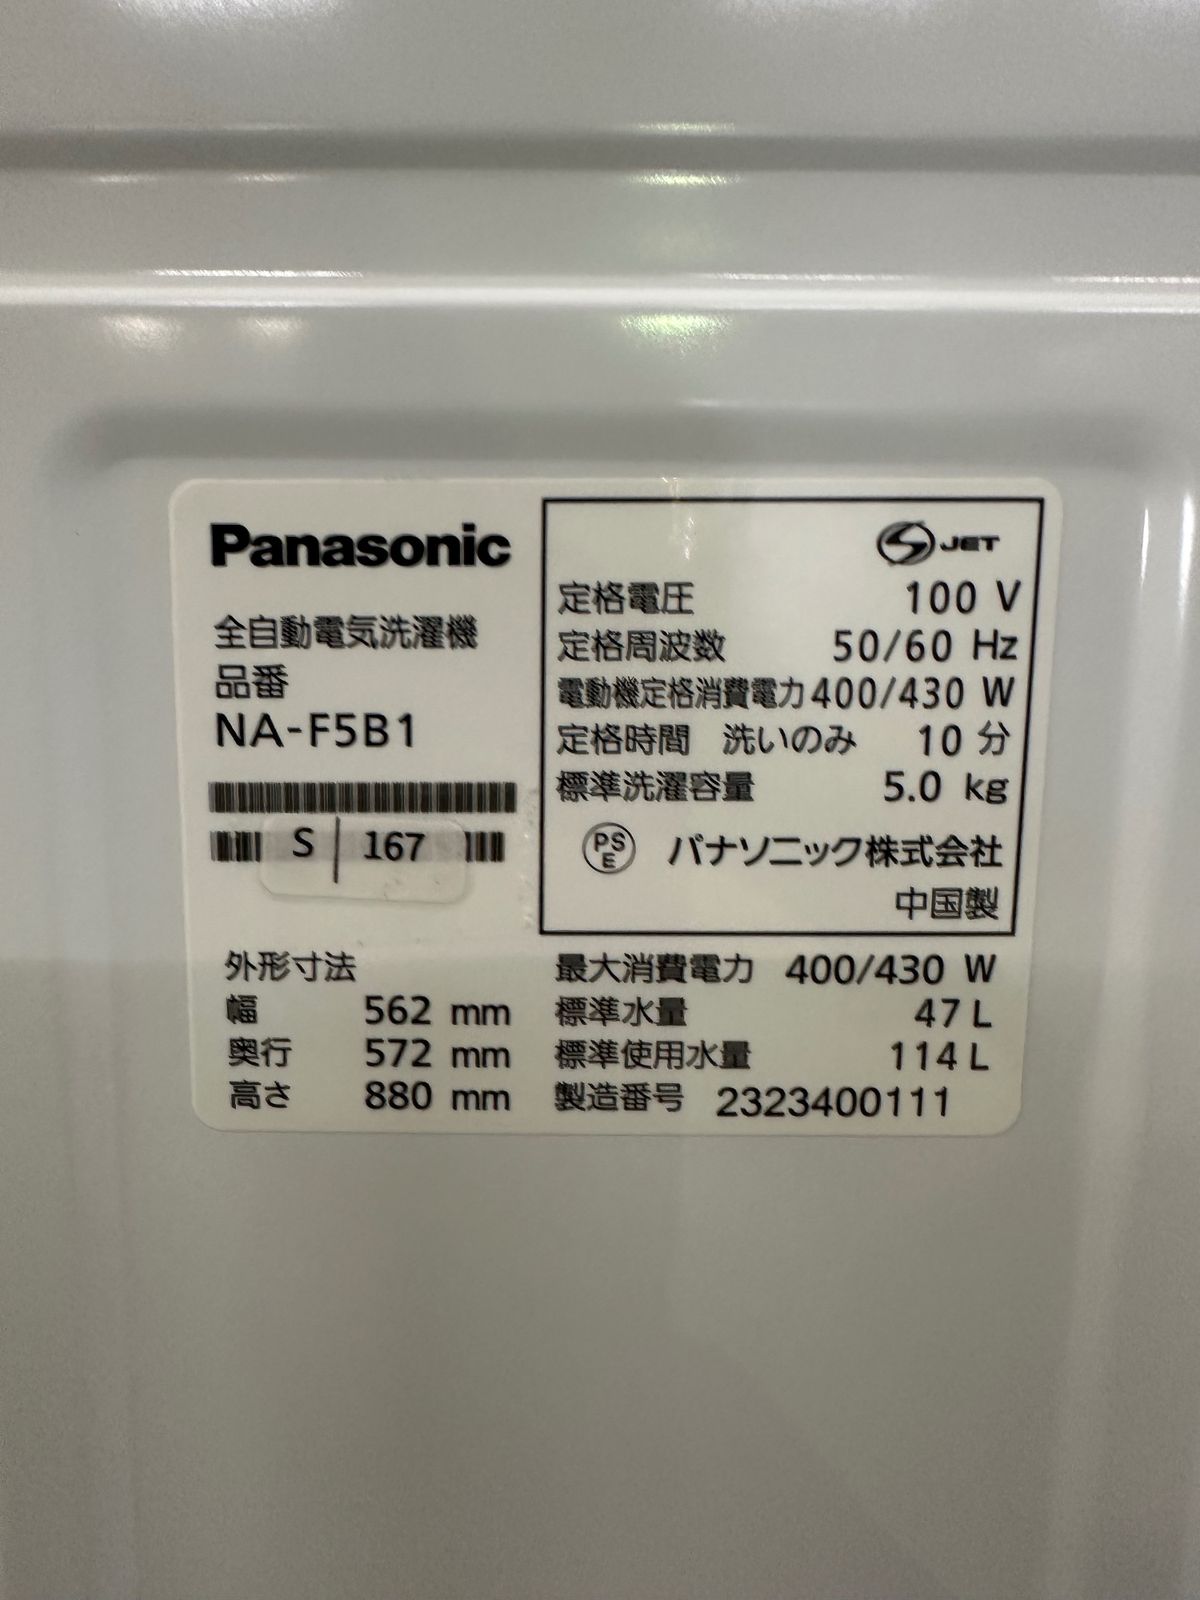 Panasonic
全自動電気洗濯機
品番
NA-F5B1
S 167
外形寸法
幅 562 mm
奥行 572 mm
高さ 880 mm
JET
定格電圧 100 V
定格周波数 50/60 Hz
電動機定格消費電力 400/430 W
定格時間 洗いのみ 10 分
標準洗濯容量 5.0 kg
PSE パナソニック株式会社
中国製
最大消費電力 400/430 W
標準水量 47 L
標準使用水量 114 L
製造番号 2323400111